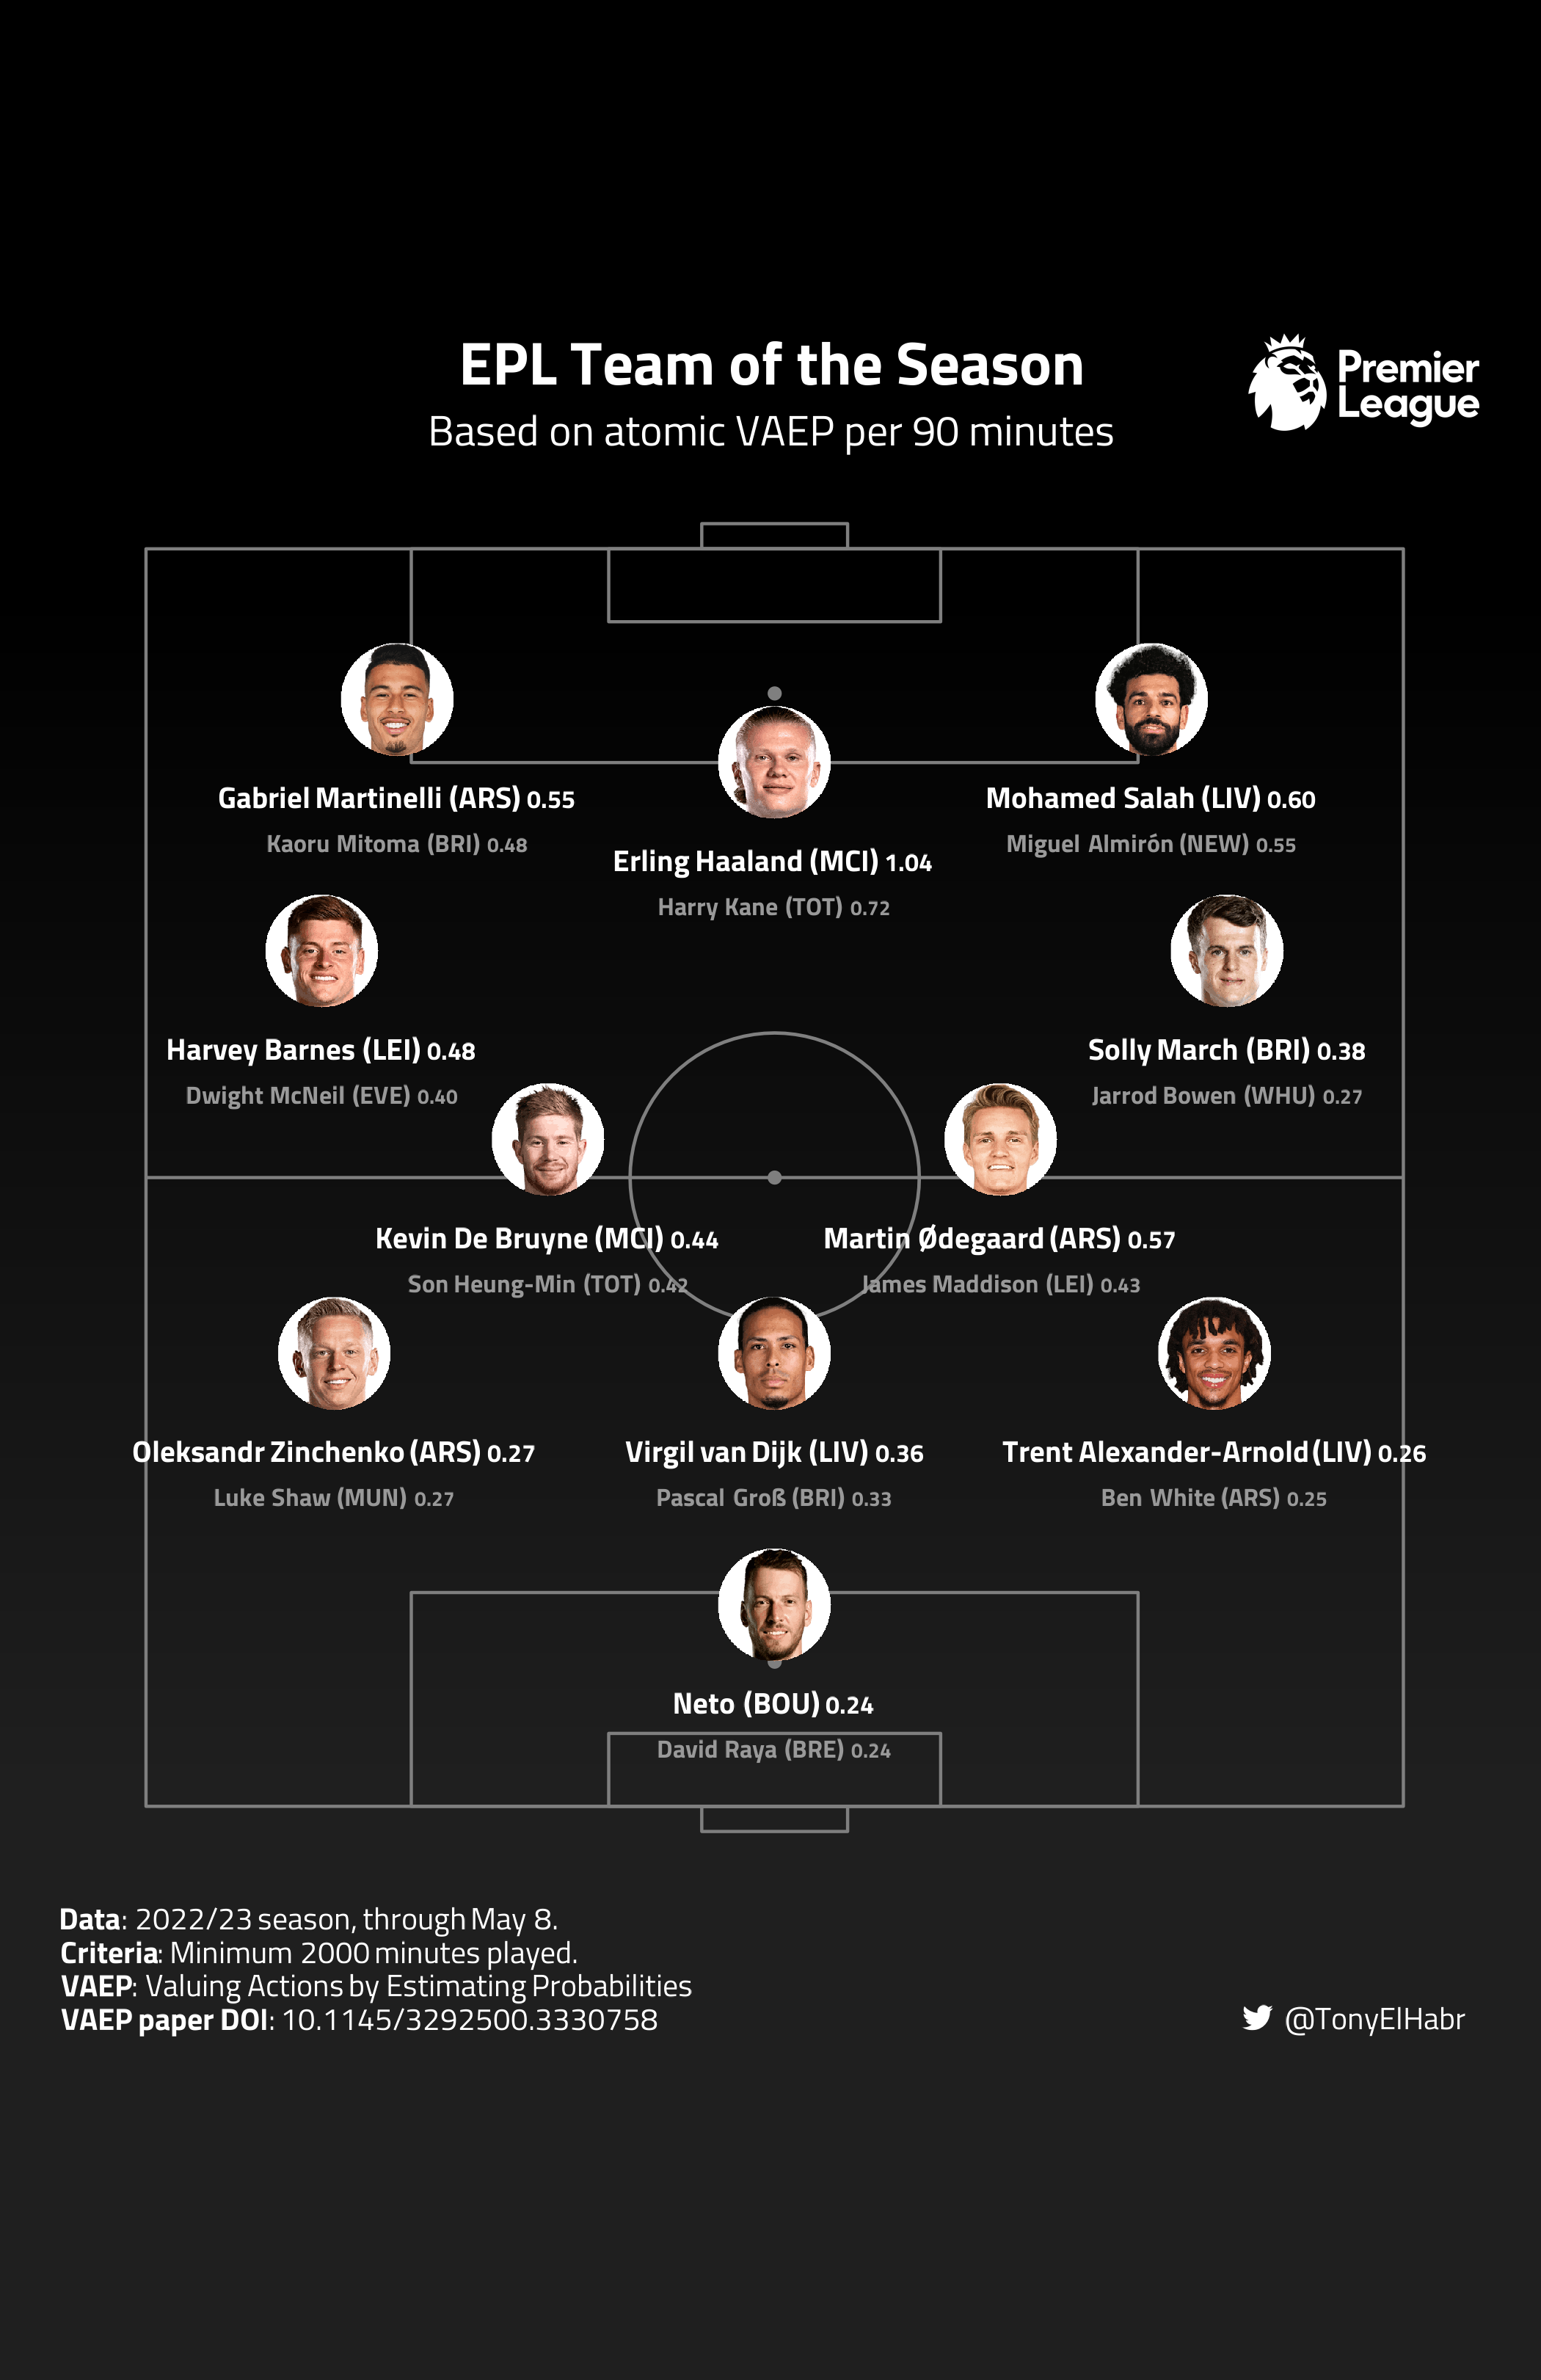 EPL Team of the Season
Based on atomic VAEP per 90 minutes
Premier
League
Gabriel Martinelli (ARS) 0.55
Kaoru Mitoma (BRI) 0.48
Erling Haaland (MCI) 1.04
Harry Kane (TOT) 0.72
Mohamed Salah (LIV) 0.60
Miguel Almirón (NEW) 0.55
Harvey Barnes (LEI) 0.48
Dwight McNeil (EVE) 0.40
Solly March (BRI) 0.38
Jarrod Bowen (WHU) 0.27
Kevin De Bruyne (MCI) 0.44
Son Heung-Min (TOT) 0.42
Martin Ødegaard (ARS) 0.57
James Maddison (LEI) 0.43
Oleksandr Zinchenko (ARS) 0.27
Luke Shaw (MUN) 0.27
Virgil van Dijk (LIV) 0.36
Pascal Groß (BRI) 0.33
Trent Alexander-Arnold (LIV) 0.26
Ben White (ARS) 0.25
Neto (BOU) 0.24
David Raya (BRE) 0.24
Data: 2022/23 season, through May 8.
Criteria: Minimum 2000 minutes played.
VAEP: Valuing Actions by Estimating Probabilities
VAEP paper DOI: 10.1145/3292500.3330758
@TonyElHabr